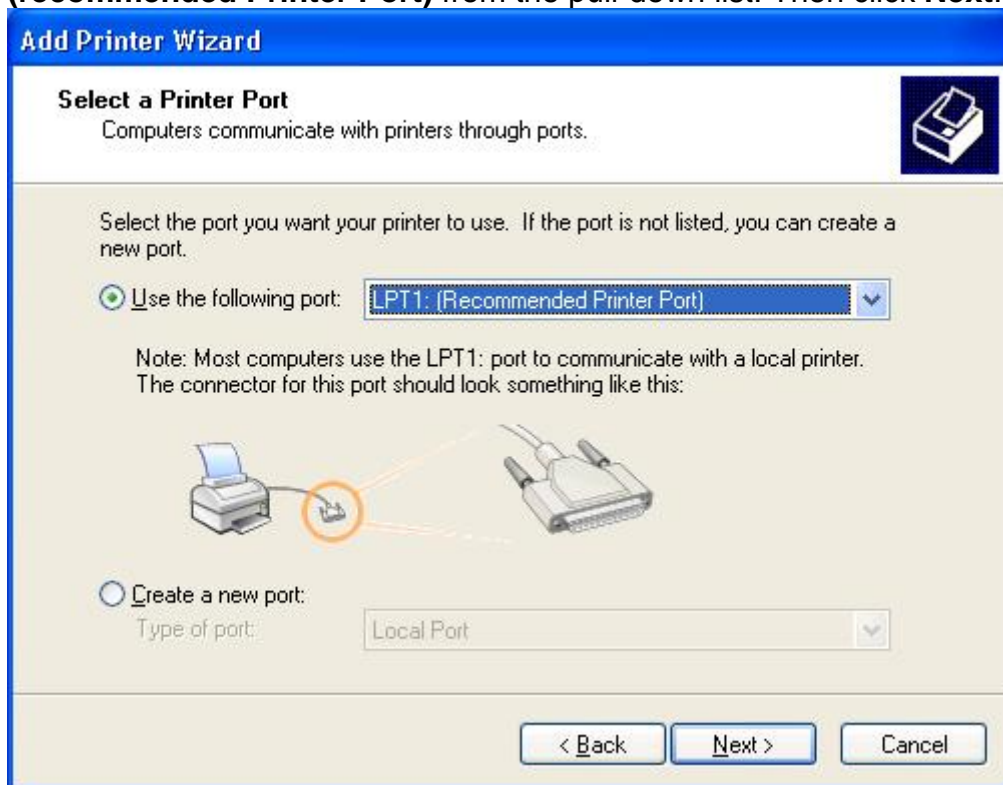 (recommended Printer Port) from the pull-down list. Then click Next.
Add Printer Wizard
Select a Printer Port
Computers communicate with printers through ports.
Select the port you want your printer to use. If the port is not listed, you can create a
new port.
Use the following port: LPT1: (Recommended Printer Port)
Note: Most computers use the LPT1: port to communicate with a local printer.
The connector for this port should look something like this:
Create a new port:
Type of port: Local Port
< Back Next > Cancel